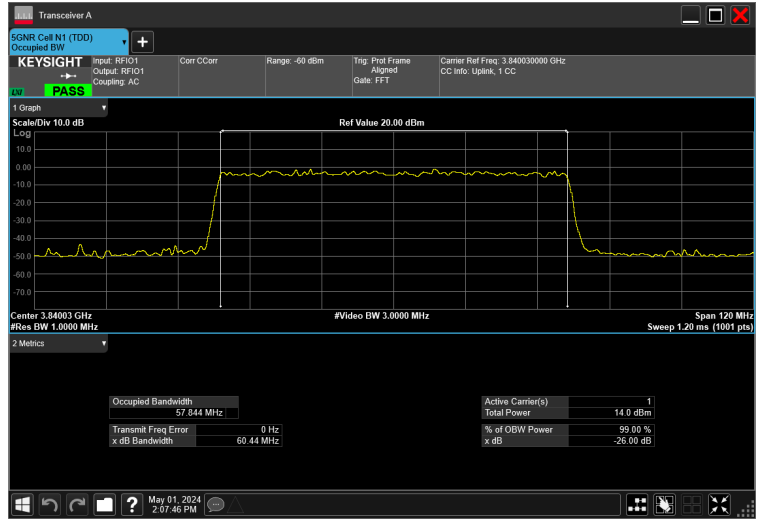 Transceiver A
5GNR Cell N1 (TDD)
Occupied BW
KEYSIGHT
LXI
PASS
Input: RFIO1
Output: RFIO1
Coupling: AC
Corr CCorr
Range: -60 dBm
Trig: Prot Frame
Aligned
Gate: FFT
Carrier Ref Freq: 3.840030000 GHz
CC Info: Uplink, 1 CC
1 Graph
Scale/Div 10.0 dB
Ref Value 20.00 dBm
Log
10.0
0.00
-10.0
-20.0
-30.0
-40.0
-50.0
-60.0
-70.0
Center 3.84003 GHz
#Video BW 3.0000 MHz
Span 120 MHz
#Res BW 1.0000 MHz
Sweep 1.20 ms (1001 pts)
2 Metrics
Occupied Bandwidth
57.844 MHz
Transmit Freq Error 0 Hz
x dB Bandwidth 60.44 MHz
Active Carrier(s) 1
Total Power 14.0 dBm
% of OBW Power 99.00 %
x dB -26.00 dB
?
May 01, 2024
2:07:46 PM